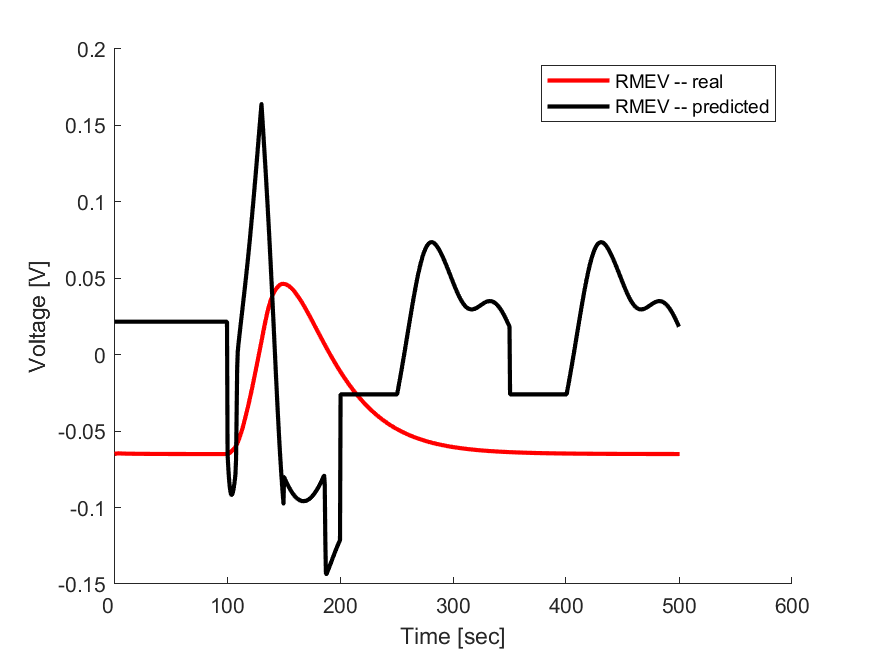 0.2
0.15
0.1
0.05
0
-0.05
-0.1
-0.15
Voltage [V]
RMEV -- real
RMEV -- predicted
0 100 200 300 400 500 600
Time [sec]